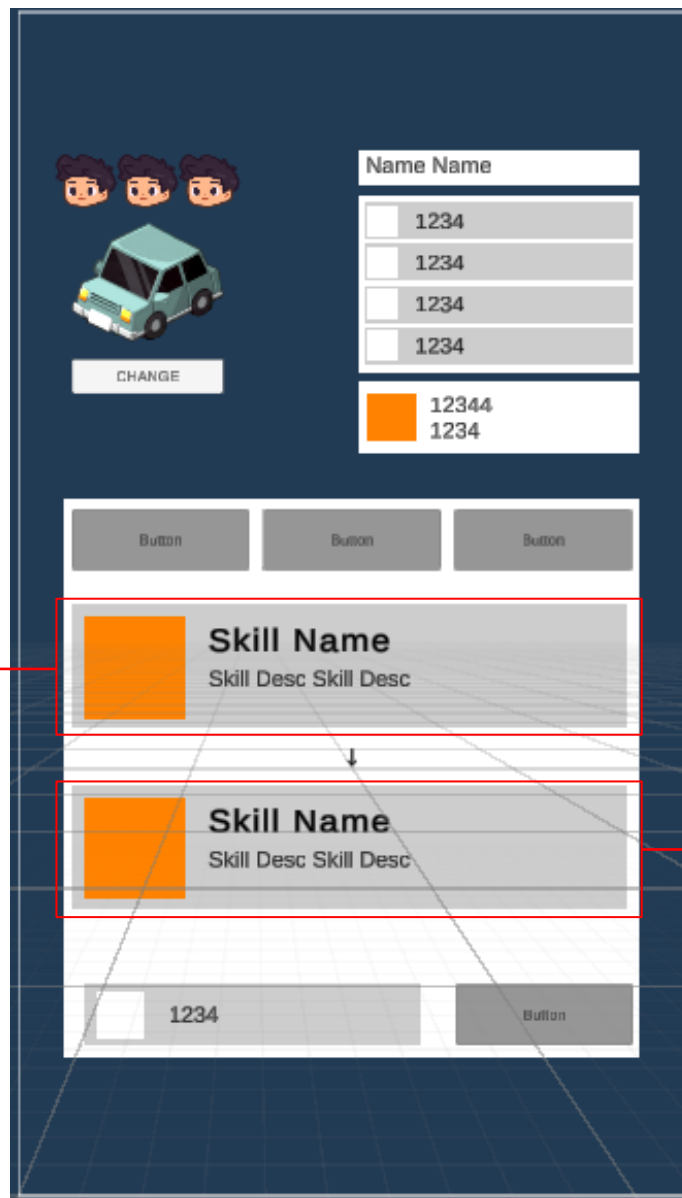 Name Name
1234
1234
1234
1234
CHANGE
12344
1234
Button Button Button
Skill Name
Skill Desc Skill Desc
↓
Skill Name
Skill Desc Skill Desc
1234 Button